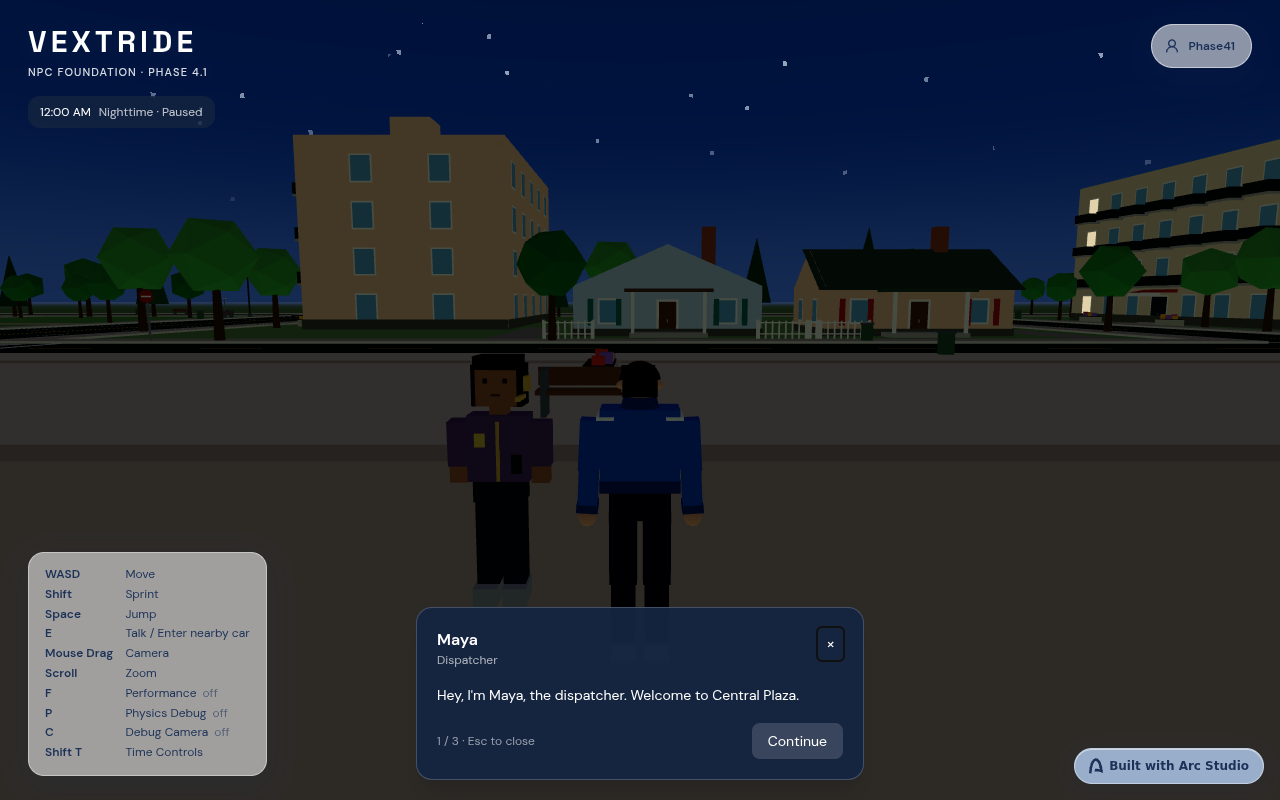 VEXTRIDE
NPC FOUNDATION · PHASE 4.1
12:00 AM Nighttime · Paused
Phase41
WASD Move
Shift Sprint
Space Jump
E Talk / Enter nearby car
Mouse Drag Camera
Scroll Zoom
F Performance off
P Physics Debug off
C Debug Camera off
Shift T Time Controls
Maya
×
Dispatcher
Hey, I'm Maya, the dispatcher. Welcome to Central Plaza.
1 / 3 · Esc to close
Continue
Built with Arc Studio